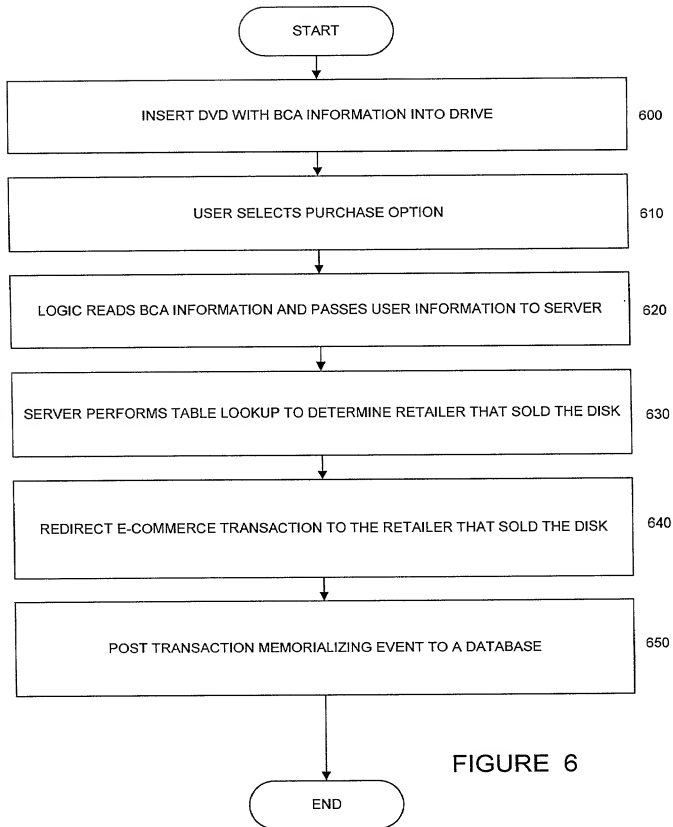 START
INSERT DVD WITH BCA INFORMATION INTO DRIVE
600
USER SELECTS PURCHASE OPTION
610
LOGIC READS BCA INFORMATION AND PASSES USER INFORMATION TO SERVER
620
SERVER PERFORMS TABLE LOOKUP TO DETERMINE RETAILER THAT SOLD THE DISK
630
REDIRECT E-COMMERCE TRANSACTION TO THE RETAILER THAT SOLD THE DISK
640
POST TRANSACTION MEMORIALIZING EVENT TO A DATABASE
650
FIGURE 6
END